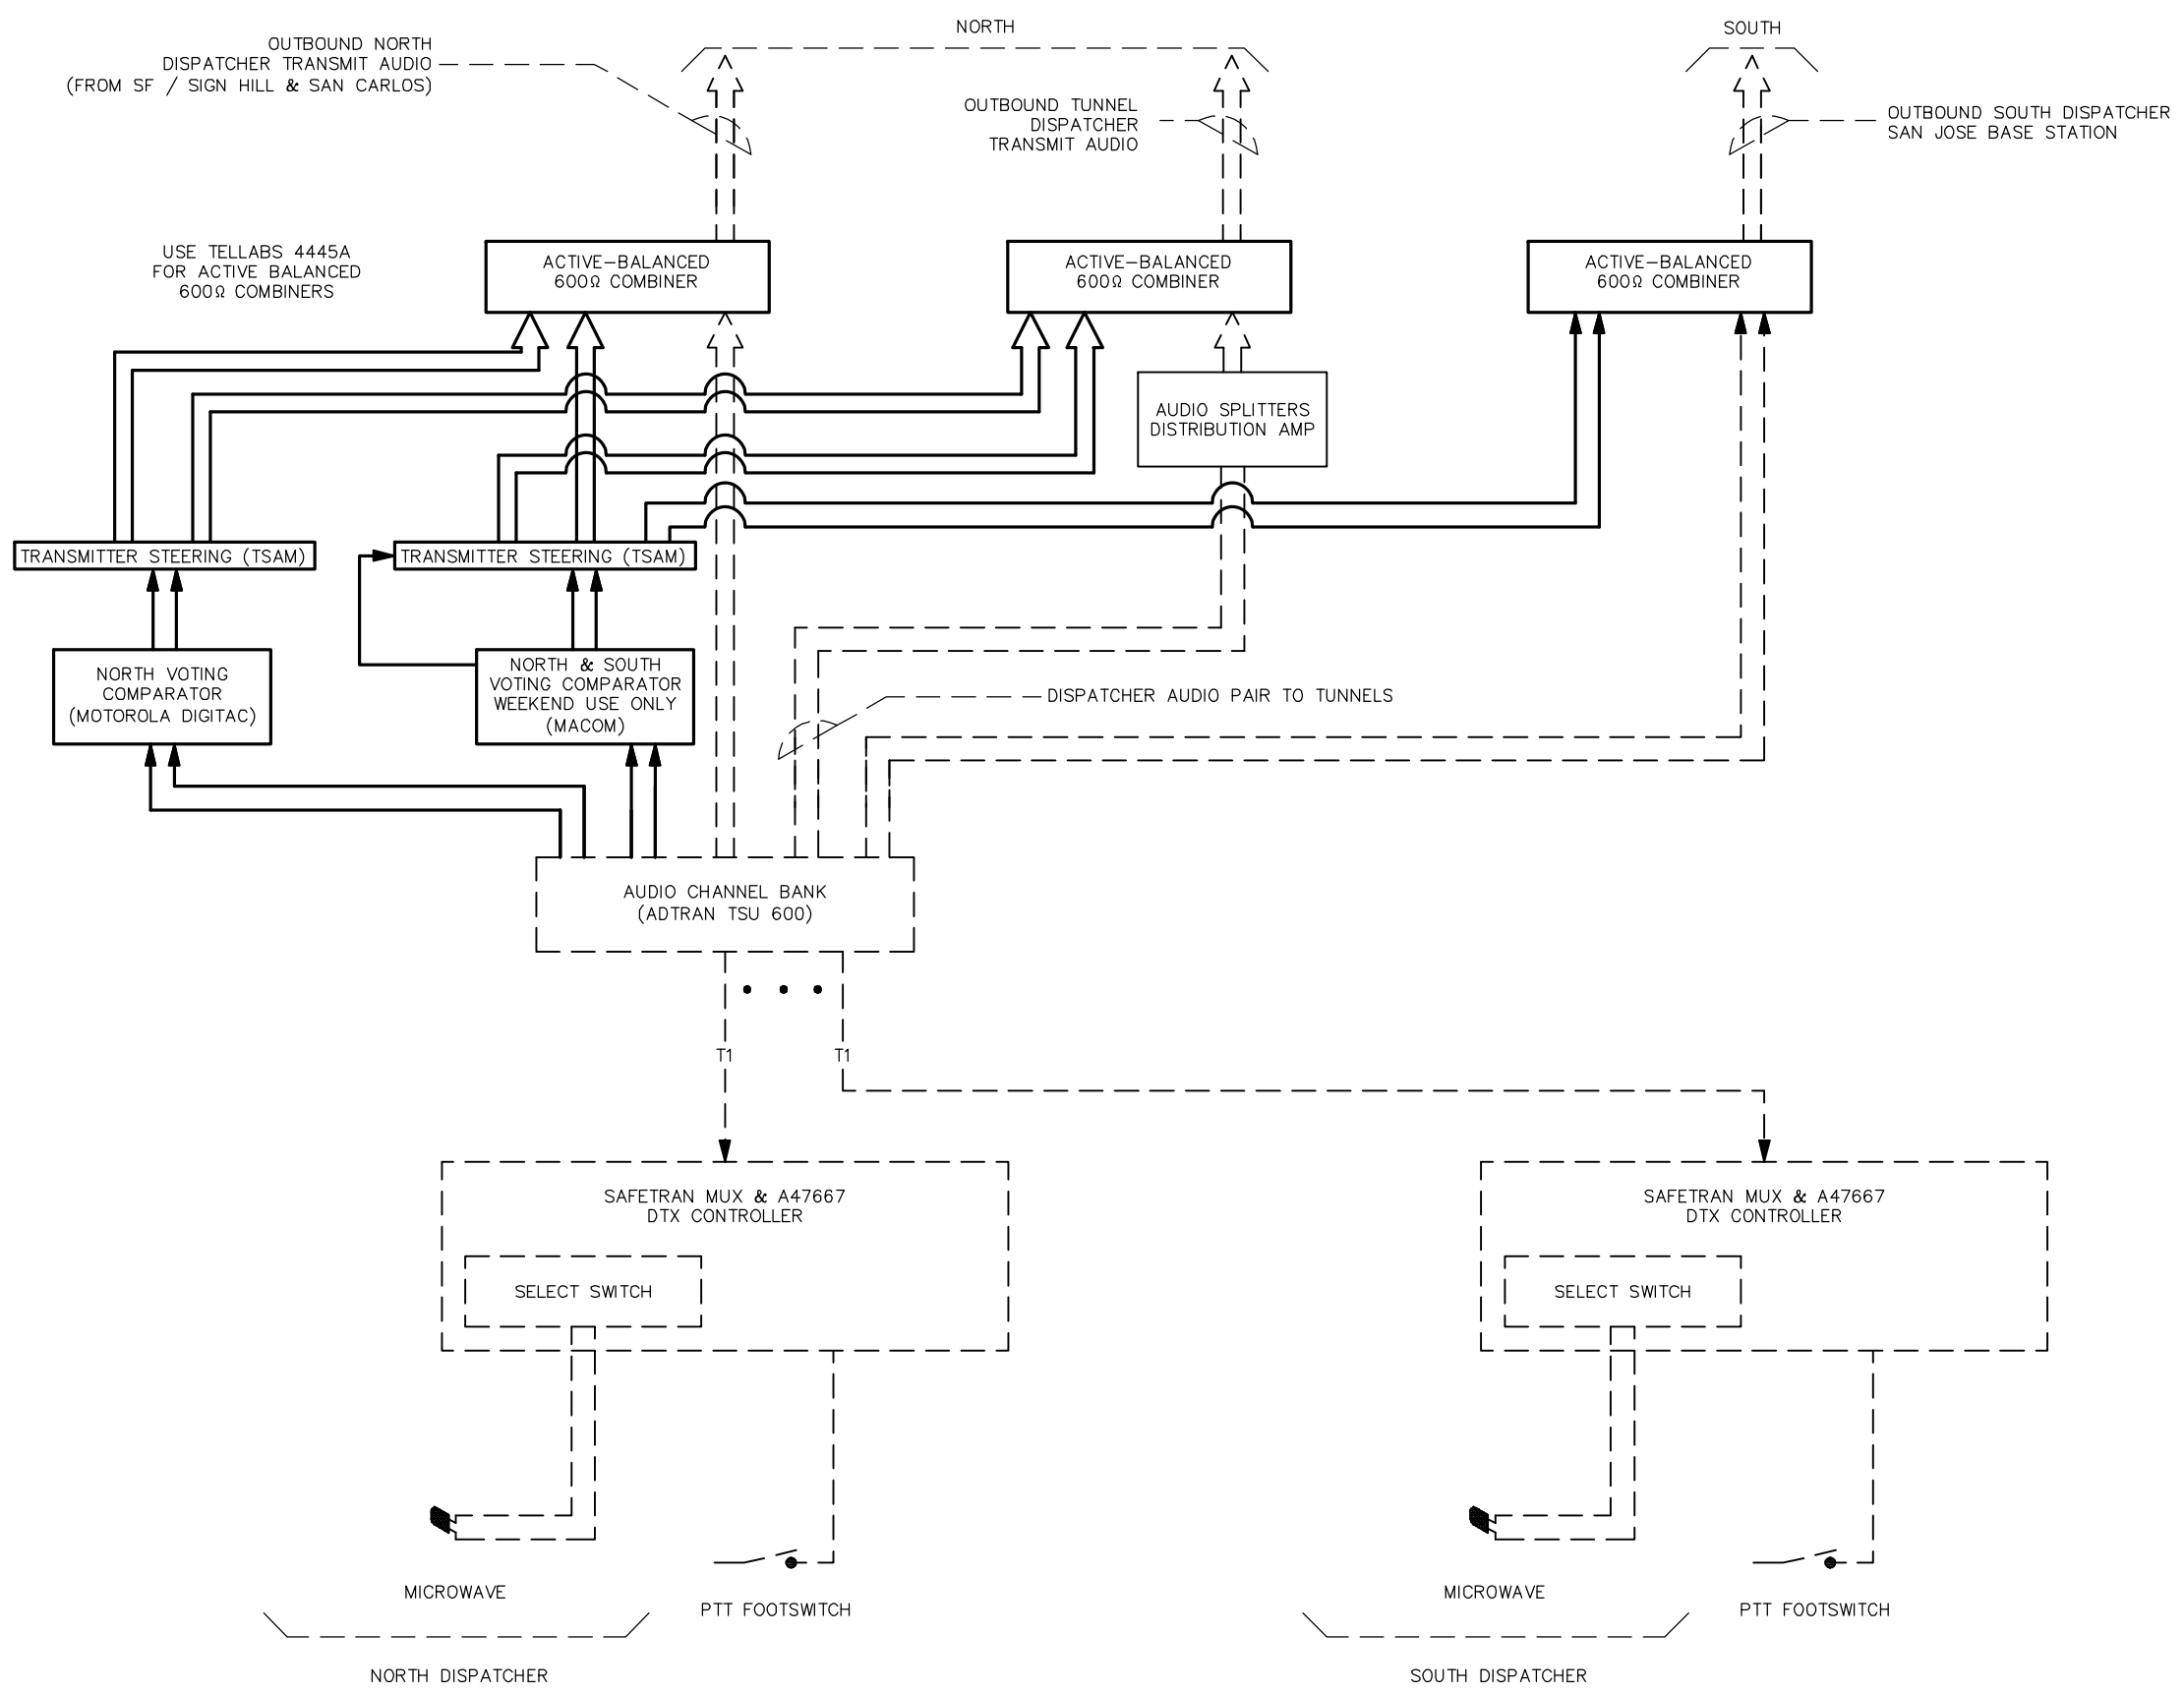 NORTH
SOUTH
OUTBOUND NORTH
DISPATCHER TRANSMIT AUDIO
(FROM SF / SIGN HILL & SAN CARLOS)
OUTBOUND TUNNEL
DISPATCHER
TRANSMIT AUDIO
OUTBOUND SOUTH DISPATCHER
SAN JOSE BASE STATION
USE TELLABS 4445A
FOR ACTIVE BALANCED
600Ω COMBINERS
ACTIVE-BALANCED
600Ω COMBINER
ACTIVE-BALANCED
600Ω COMBINER
ACTIVE-BALANCED
600Ω COMBINER
AUDIO SPLITTERS
DISTRIBUTION AMP
TRANSMITTER STEERING (TSAM)
TRANSMITTER STEERING (TSAM)
NORTH VOTING
COMPARATOR
(MOTOROLA DIGITAC)
NORTH & SOUTH
VOTING COMPARATOR
WEEKEND USE ONLY
(MACOM)
DISPATCHER AUDIO PAIR TO TUNNELS
AUDIO CHANNEL BANK
(ADTRAN TSU 600)
T1
T1
SAFETRAN MUX & A47667
DTX CONTROLLER
SELECT SWITCH
SAFETRAN MUX & A47667
DTX CONTROLLER
SELECT SWITCH
MICROWAVE
PTT FOOTSWITCH
MICROWAVE
PTT FOOTSWITCH
NORTH DISPATCHER
SOUTH DISPATCHER